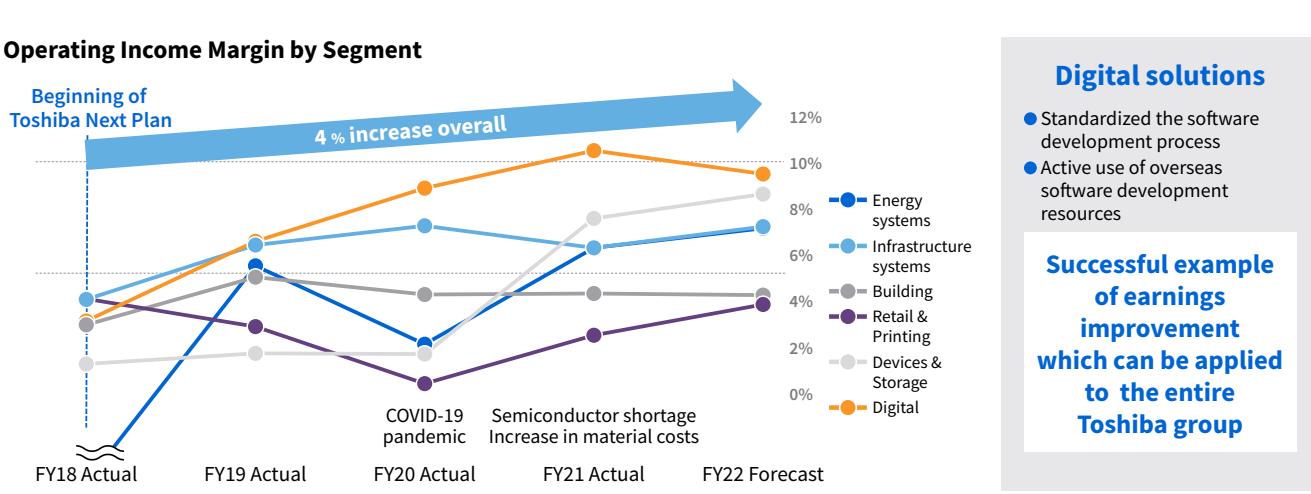 Operating Income Margin by Segment
Beginning of
Toshiba Next Plan
4 % increase overall
12%
10%
8%
6%
4%
2%
0%
Energy
systems
Infrastructure
systems
Building
Retail &
Printing
Devices &
Storage
Digital
COVID-19
pandemic
Semiconductor shortage
Increase in material costs
FY18 Actual
FY19 Actual
FY20 Actual
FY21 Actual
FY22 Forecast
Digital solutions
Standardized the software
development process
Active use of overseas
software development
resources
Successful example
of earnings
improvement
which can be applied
to the entire
Toshiba group